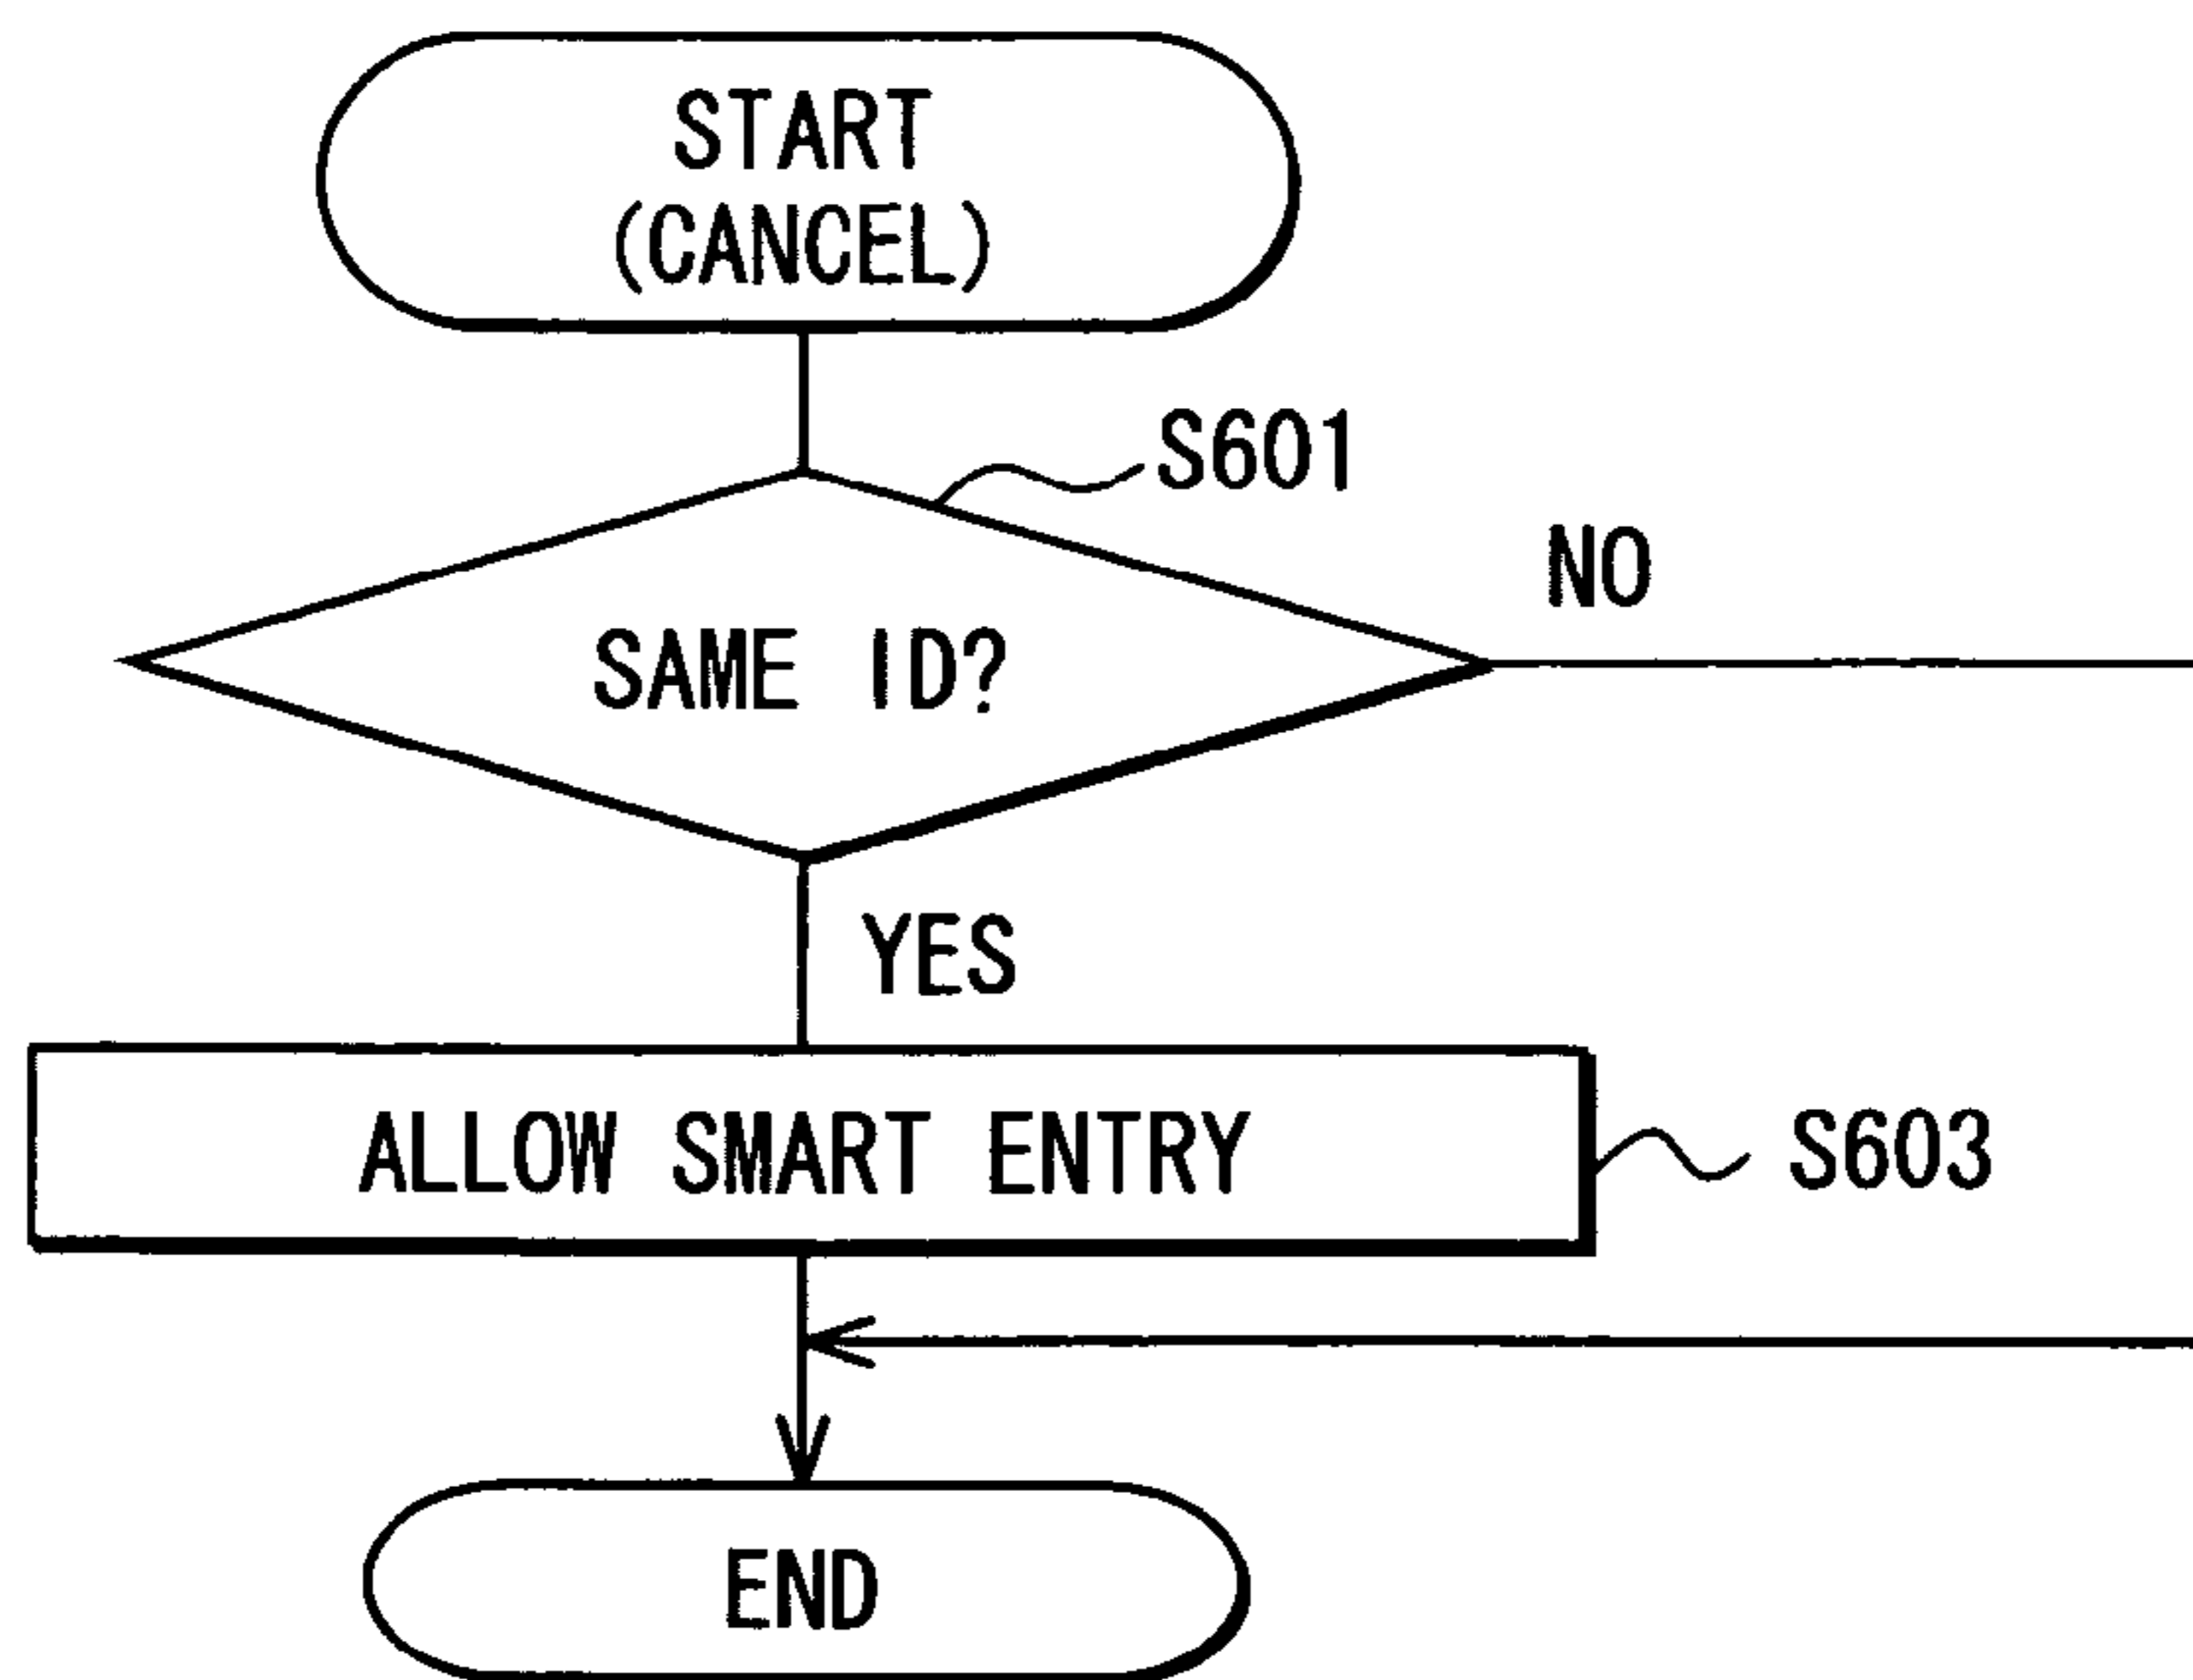 START
(CANCEL)
S601
NO
SAME ID?
YES
ALLOW SMART ENTRY
S603
END